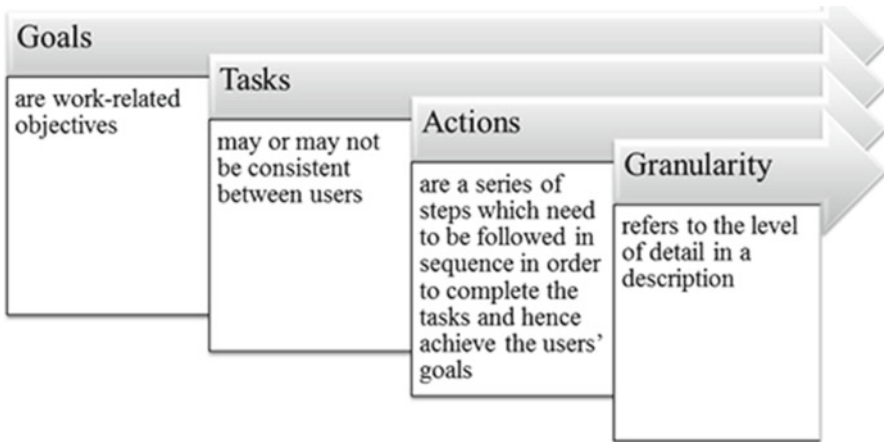 Goals
are work-related
objectives
Tasks
may or may not
be consistent
between users
Actions
are a series of
steps which need
to be followed in
sequence in order
to complete the
tasks and hence
achieve the users’
goals
Granularity
refers to the level
of detail in a
description